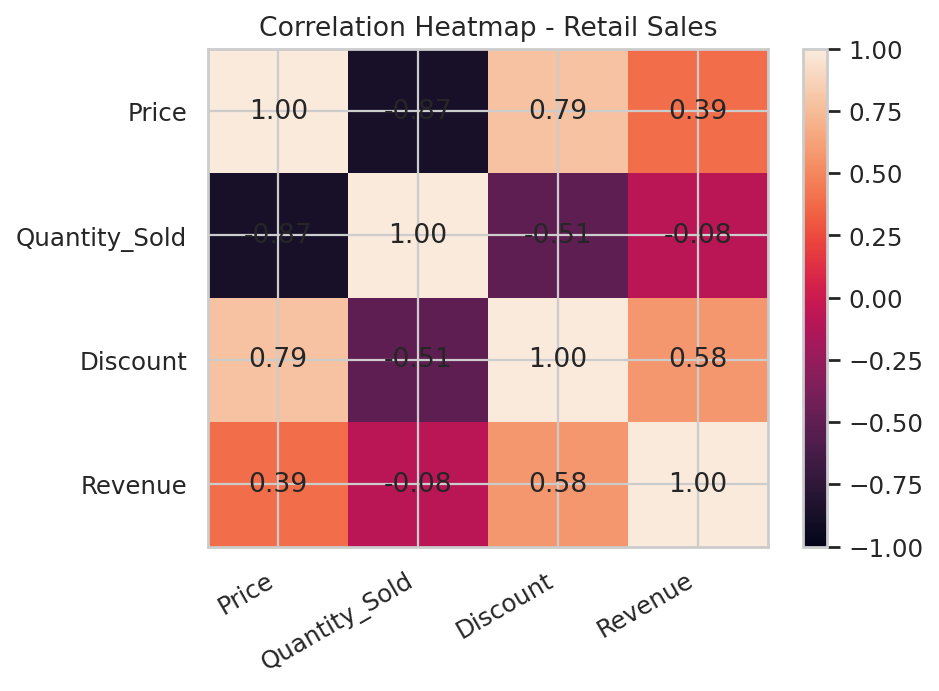 Correlation Heatmap - Retail Sales
Price 1.00 -0.87 0.79 0.39
Quantity_Sold -0.87 1.00 -0.51 -0.08
Discount 0.79 -0.51 1.00 0.58
Revenue 0.39 -0.08 0.58 1.00
Price Quantity_Sold Discount Revenue
1.00
0.75
0.50
0.25
0.00
−0.25
−0.50
−0.75
−1.00